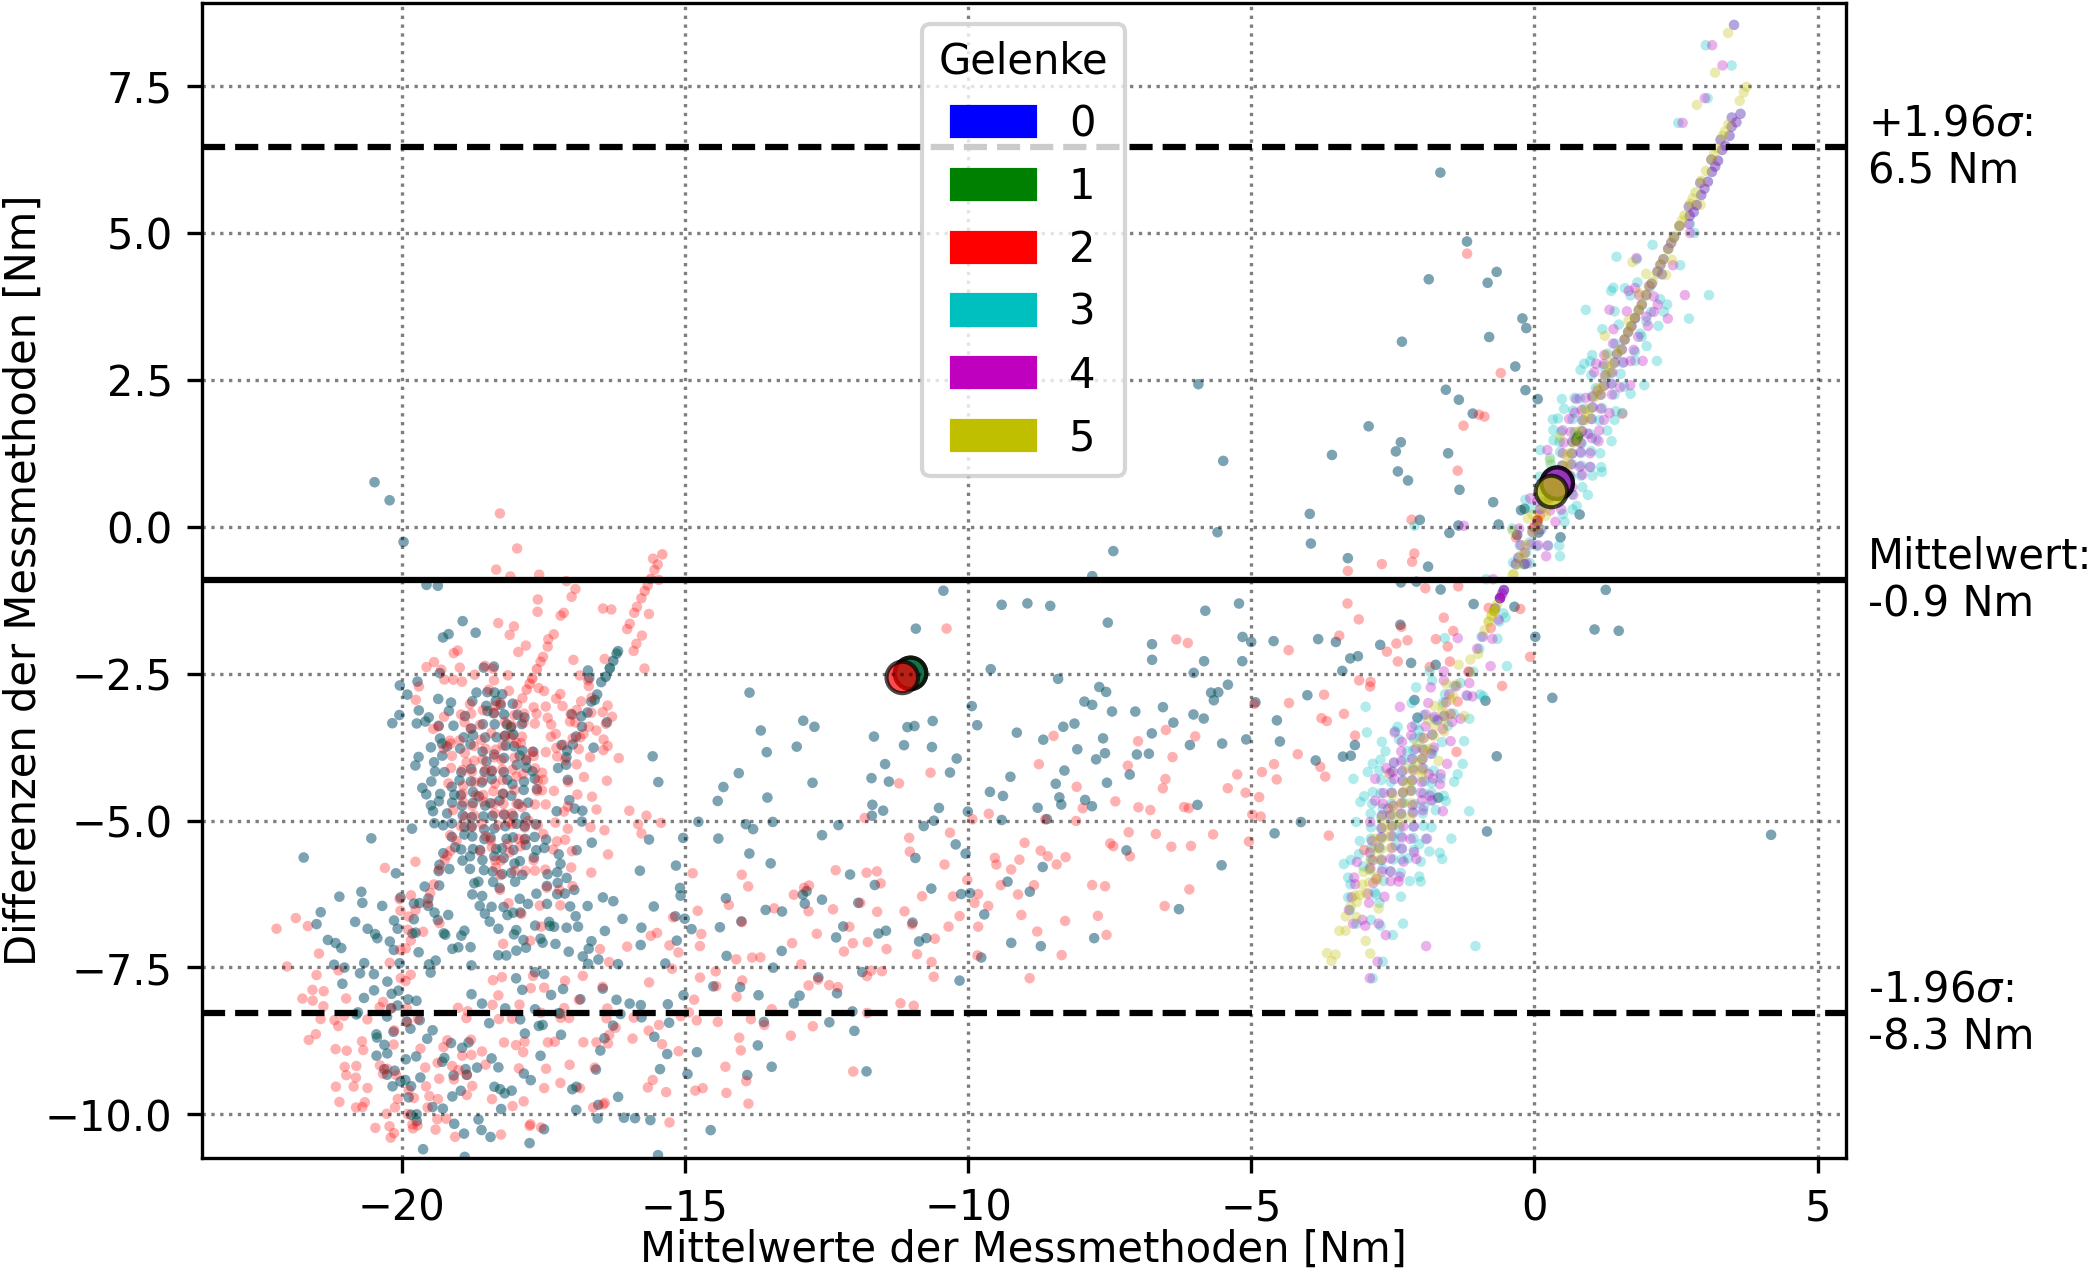 Differenzen der Messmethoden [Nm]
7.5
5.0
2.5
0.0
−2.5
−5.0
−7.5
−10.0
Gelenke
0
1
2
3
4
5
+1.96σ:
6.5 Nm
Mittelwert:
-0.9 Nm
-1.96σ:
-8.3 Nm
−20
−15
−10
−5
0
5
Mittelwerte der Messmethoden [Nm]